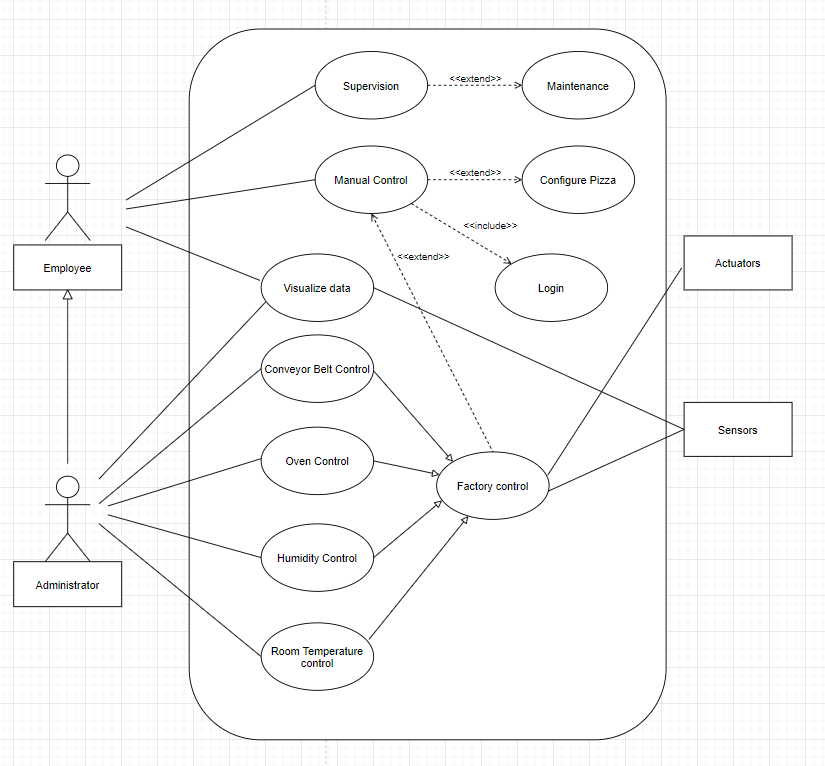 Supervision
<<extend>>
Maintenance
Manual Control
<<extend>>
Configure Pizza
<<include>>
<<extend>>
Employee
Actuators
Visualize data
Login
Conveyor Belt Control
Sensors
Oven Control
Factory control
Humidity Control
Administrator
Room Temperature
control